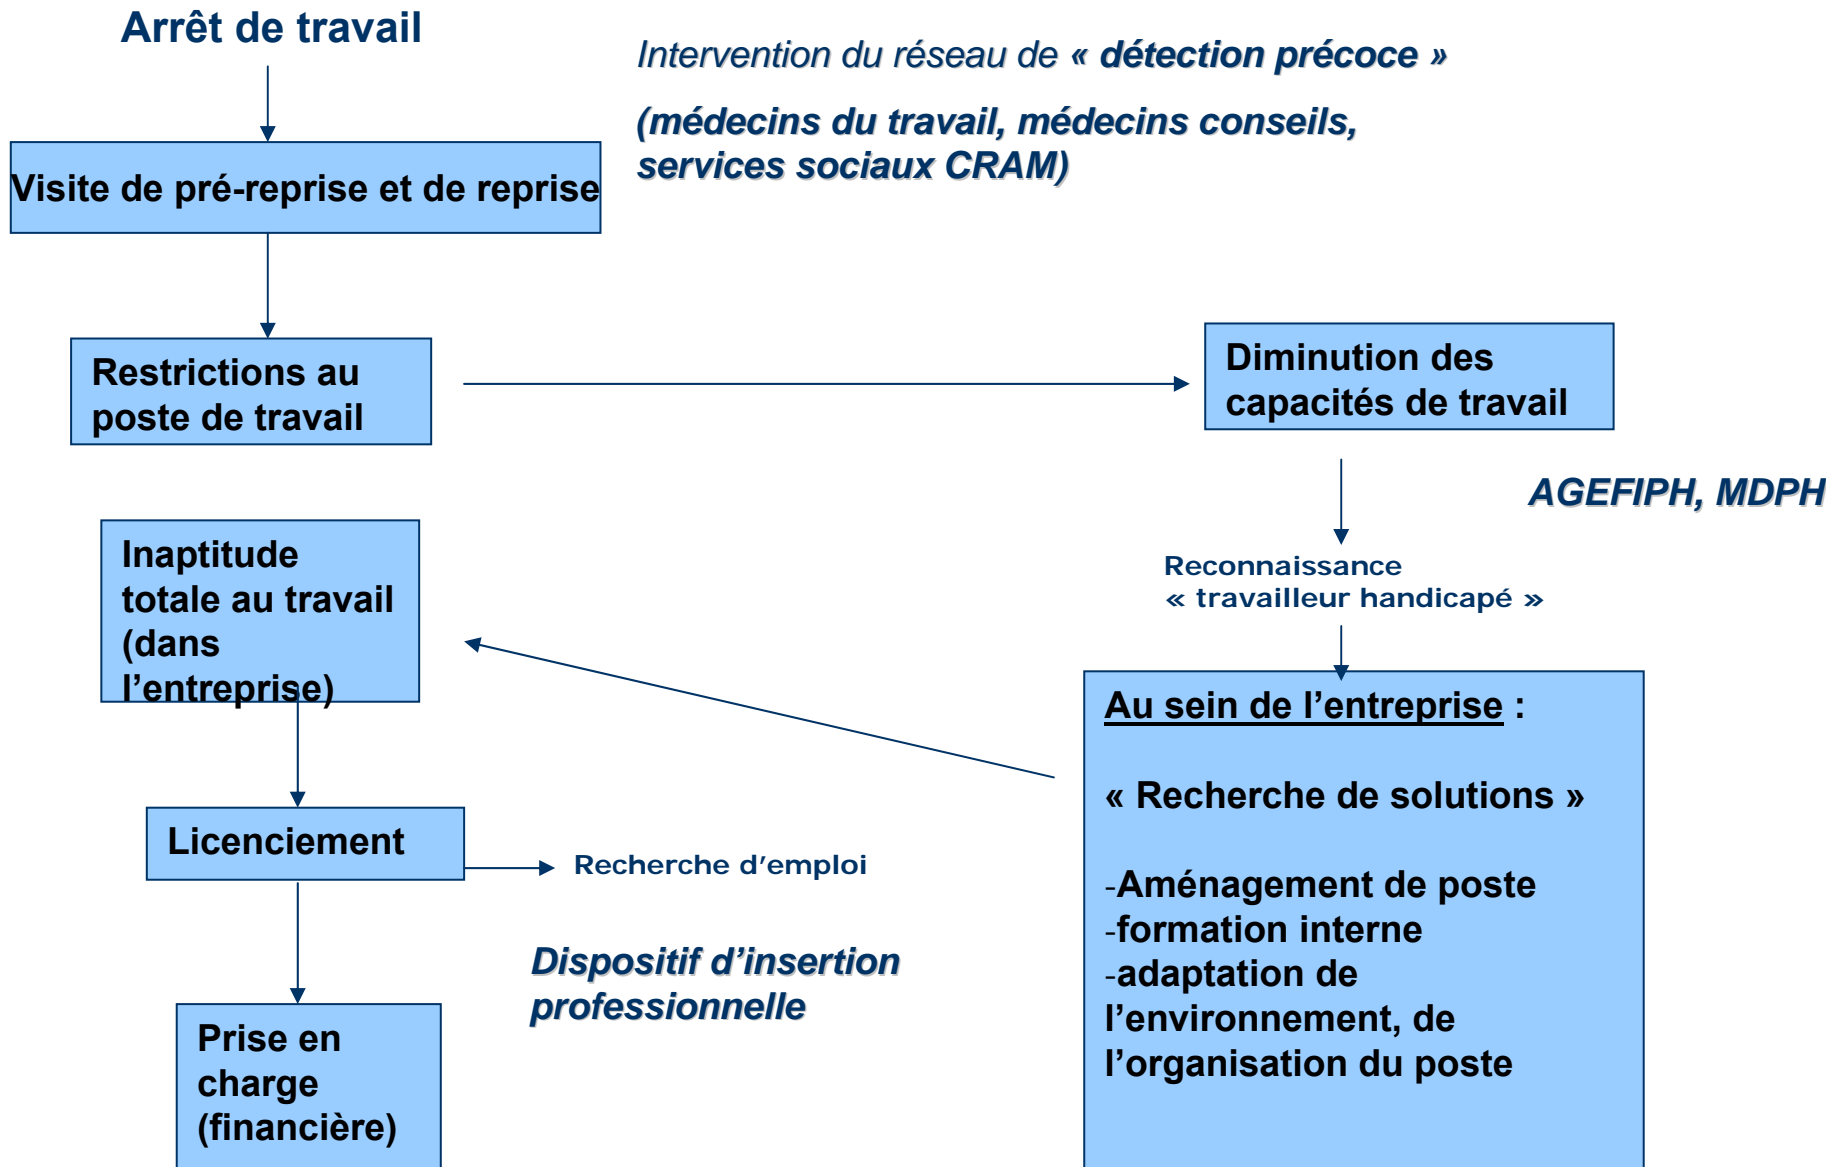 Arrêt de travail
Intervention du réseau de « détection précoce »
(médecins du travail, médecins conseils,
services sociaux CRAM)
Visite de pré-reprise et de reprise
Restrictions au
poste de travail
Diminution des
capacités de travail
AGEFIPH, MDPH
Reconnaissance
« travailleur handicapé »
Inaptitude
totale au travail
(dans
l’entreprise)
Au sein de l’entreprise :
« Recherche de solutions »
-Aménagement de poste
-formation interne
-adaptation de
l’environnement, de
l’organisation du poste
Licenciement
Recherche d’emploi
Dispositif d’insertion
professionnelle
Prise en
charge
(financière)